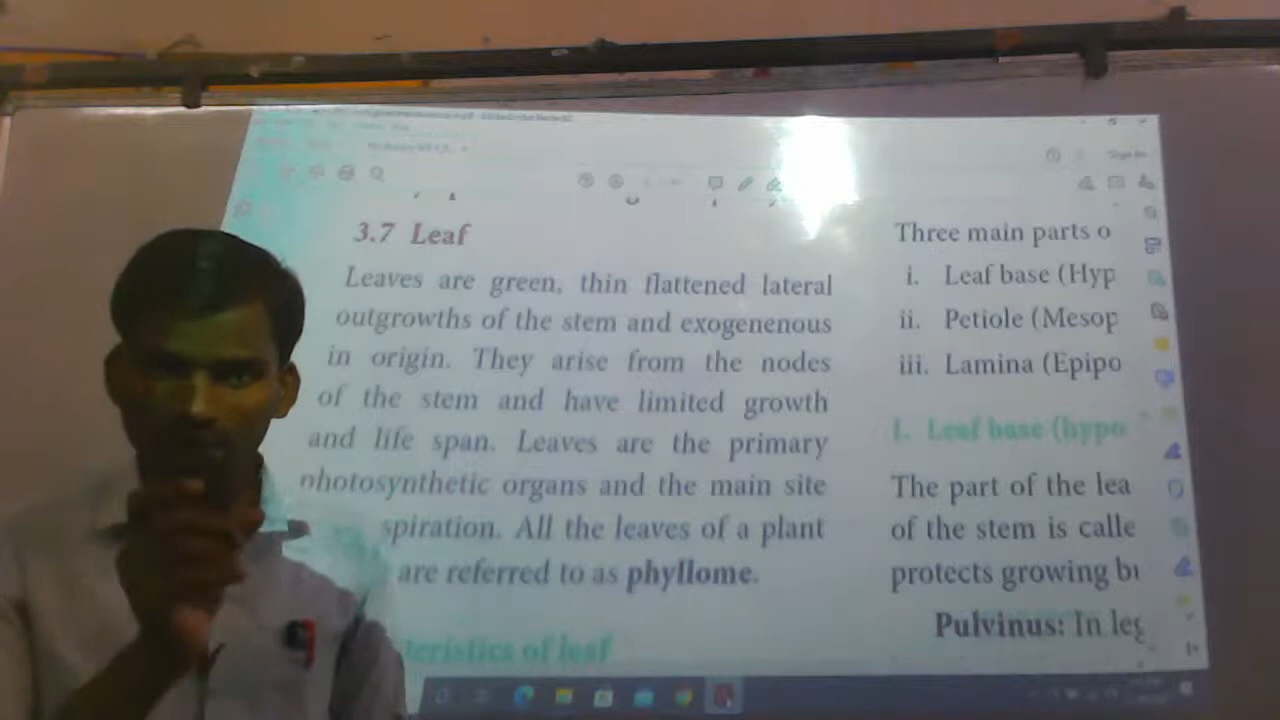 3.7 Leaf
Leaves are green, thin flattened lateral
outgrowths of the stem and exogenenous
in origin. They arise from the nodes
of the stem and have limited growth
and life span. Leaves are the primary
photosynthetic organs and the main site
spiration. All the leaves of a plant
are referred to as phyllome.
teristics of leaf
Three main parts o
i. Leaf base (Hyp
ii. Petiole (Mesop
iii. Lamina (Epipo
I. Leaf base (hypo
The part of the lea
of the stem is calle
protects growing bu
Pulvinus: In leg